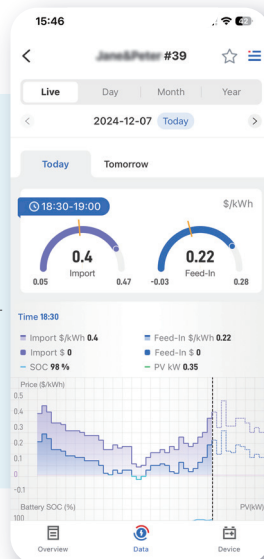 15:46
42
#39
Live Day Month Year
2024-12-07 Today
Today Tomorrow
18:30-19:00 $/kWh
0.4 0.22
Import Feed-In
0.05 0.47 -0.03 0.28
Time 18:30
Import $/kWh 0.4 Feed-In $/kWh 0.22
Import $ 0 Feed-In $ 0
SOC 98 % PV kW 0.35
Price ($/kWh)
0.5
0.4
0.3
0.2
0.1
0
-0.1
Battery SOC (%) PV(kW)
100
Overview Data Device